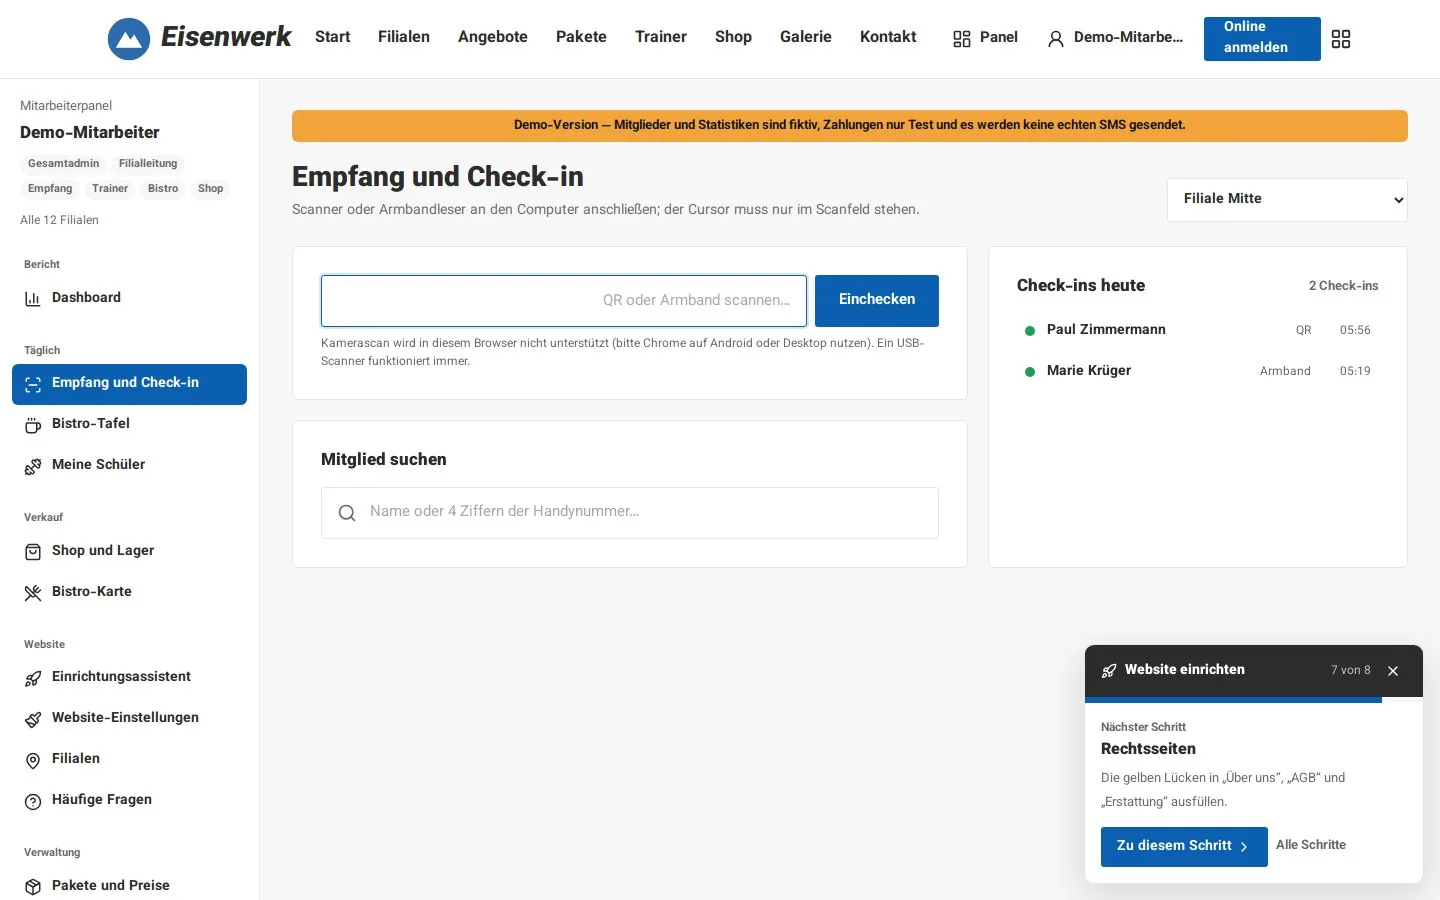 Eisenwerk
Start
Filialen
Angebote
Pakete
Trainer
Shop
Galerie
Kontakt
Panel
Demo-Mitarbe...
Online
anmelden
Mitarbeiterpanel
Demo-Mitarbeiter
Gesamtadmin
Filialleitung
Empfang
Trainer
Bistro
Shop
Alle 12 Filialen
Bericht
Dashboard
Täglich
Empfang und Check-in
Bistro-Tafel
Meine Schüler
Verkauf
Shop und Lager
Bistro-Karte
Website
Einrichtungsassistent
Website-Einstellungen
Filialen
Häufige Fragen
Verwaltung
Pakete und Preise
Demo-Version — Mitglieder und Statistiken sind fiktiv, Zahlungen nur Test und es werden keine echten SMS gesendet.
Empfang und Check-in
Scanner oder Armbandleser an den Computer anschließen; der Cursor muss nur im Scanfeld stehen.
Filiale Mitte
QR oder Armband scannen...
Einchecken
Kamerascan wird in diesem Browser nicht unterstützt (bitte Chrome auf Android oder Desktop nutzen). Ein USB-
Scanner funktioniert immer.
Mitglied suchen
Name oder 4 Ziffern der Handynummer...
Check-ins heute
2 Check-ins
Paul Zimmermann
QR
05:56
Marie Krüger
Armband
05:19
Website einrichten
7 von 8
Nächster Schritt
Rechtsseiten
Die gelben Lücken in „Über uns“, „AGB“ und
„Erstattung“ ausfüllen.
Zu diesem Schritt
Alle Schritte